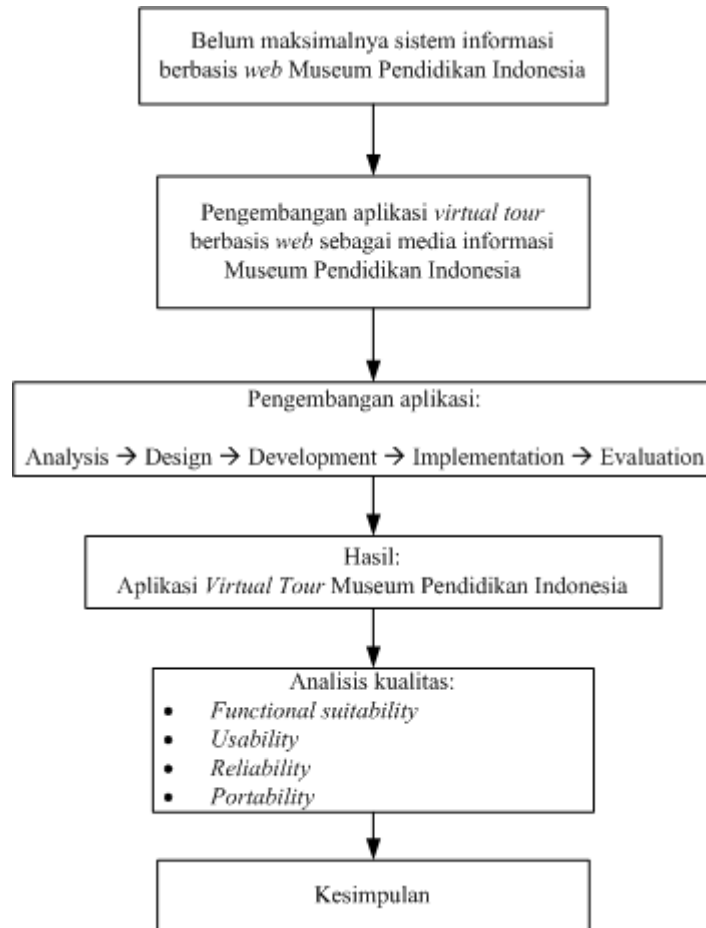 Belum maksimalnya sistem informasi
berbasis web Museum Pendidikan Indonesia
Pengembangan aplikasi virtual tour
berbasis web sebagai media informasi
Museum Pendidikan Indonesia
Pengembangan aplikasi:
Analysis → Design → Development → Implementation → Evaluation
Hasil:
Aplikasi Virtual Tour Museum Pendidikan Indonesia
Analisis kualitas:
• Functional suitability
• Usability
• Reliability
• Portability
Kesimpulan